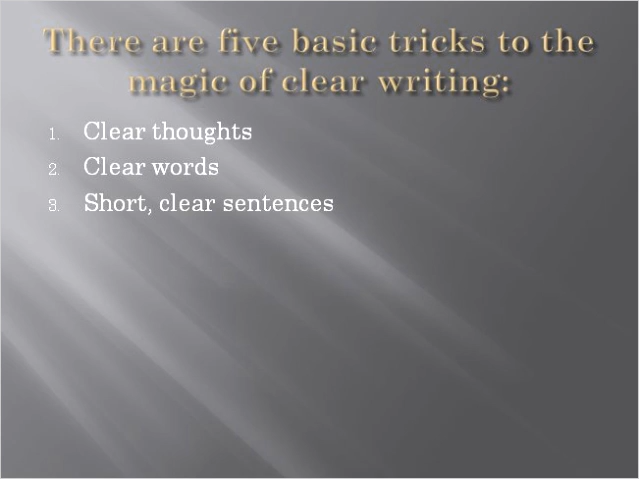 There are five basic tricks to the
magic of clear writing:
1. Clear thoughts
2. Clear words
3. Short, clear sentences